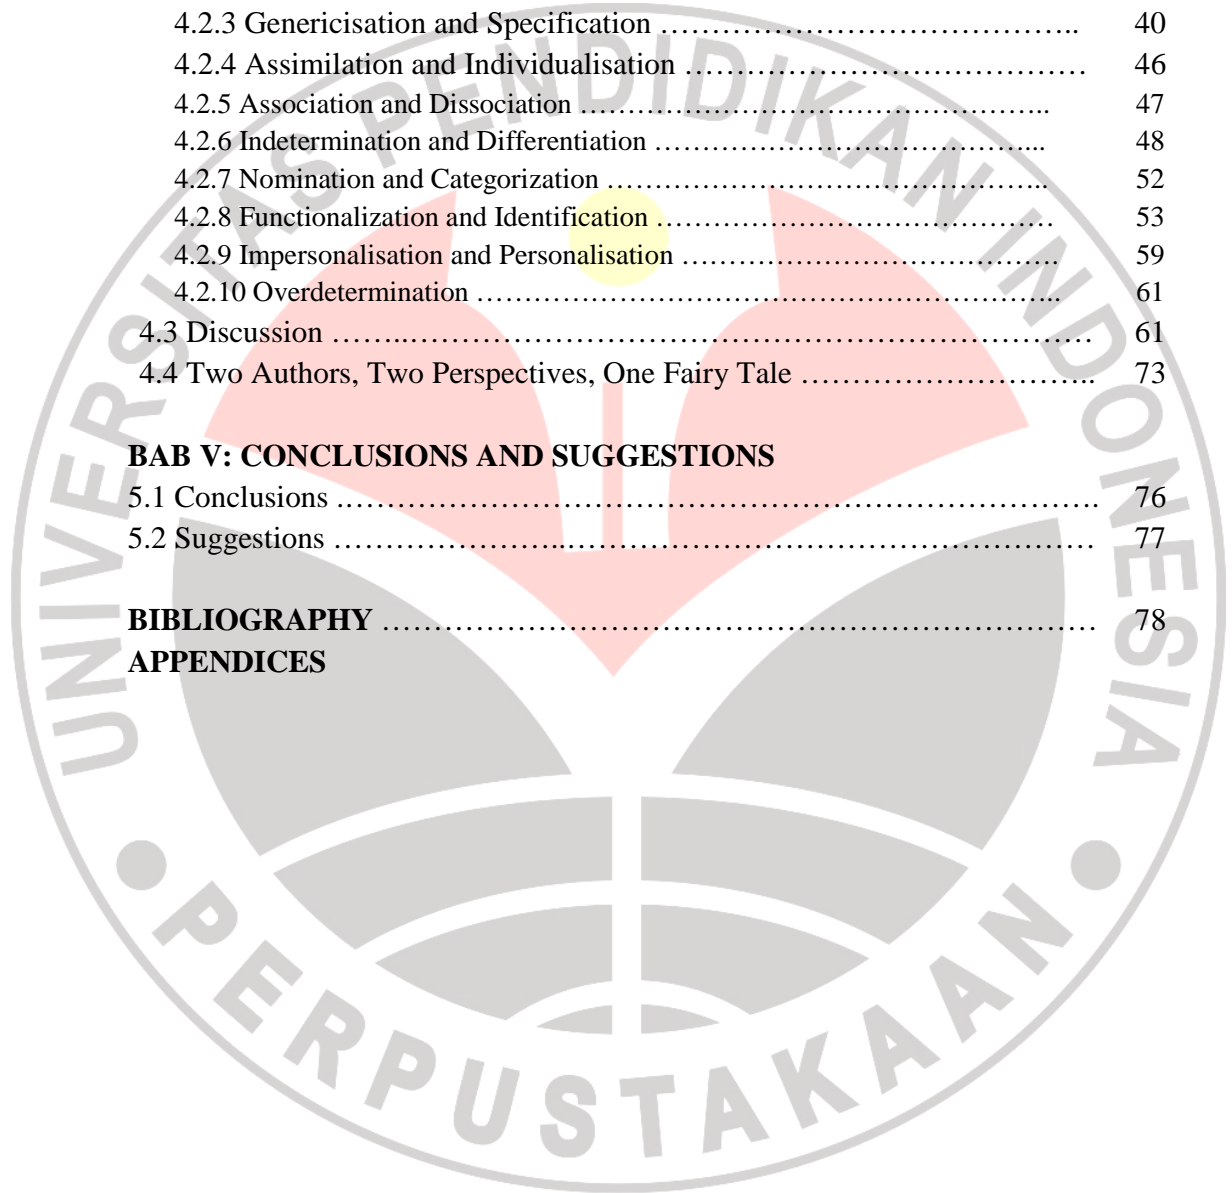 4.2.3 Genericisation and Specification ………………………………….. 40
4.2.4 Assimilation and Individualisation ………………………………… 46
4.2.5 Association and Dissociation ……………………………………….. 47
4.2.6 Indetermination and Differentiation ………………………………... 48
4.2.7 Nomination and Categorization …………………………………….. 52
4.2.8 Functionalization and Identification ………………………………… 53
4.2.9 Impersonalisation and Personalisation ………………………………. 59
4.2.10 Overdetermination …………………………………………………... 61
4.3 Discussion ……..………………………………………………………… 61
4.4 Two Authors, Two Perspectives, One Fairy Tale ……………………….. 73
BAB V: CONCLUSIONS AND SUGGESTIONS
5.1 Conclusions …………………………………………………………………. 76
5.2 Suggestions …………………..……………………………………………… 77
BIBLIOGRAPHY ……………………………………………………………… 78
APPENDICES
UNIVERSITAS PENDIDIKAN INDONESIA
PERPUSTAKAAN